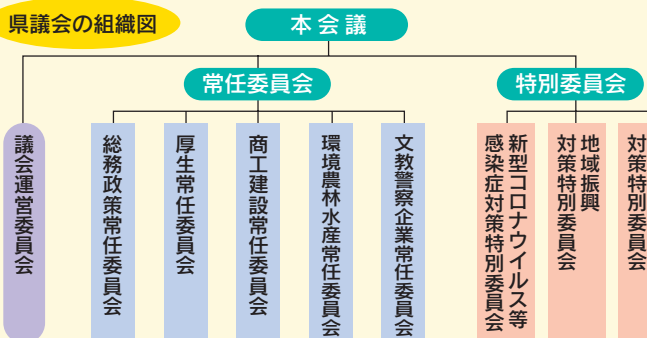 県議会の組織図
本会議
常任委員会
特別委員会
議会運営委員会
総務政策常任委員会
厚生常任委員会
商工建設常任委員会
環境農林水産常任委員会
文教警察企業常任委員会
新型コロナウイルス等
感染症対策特別委員会
地域振興
対策特別委員会
対策特別委員会